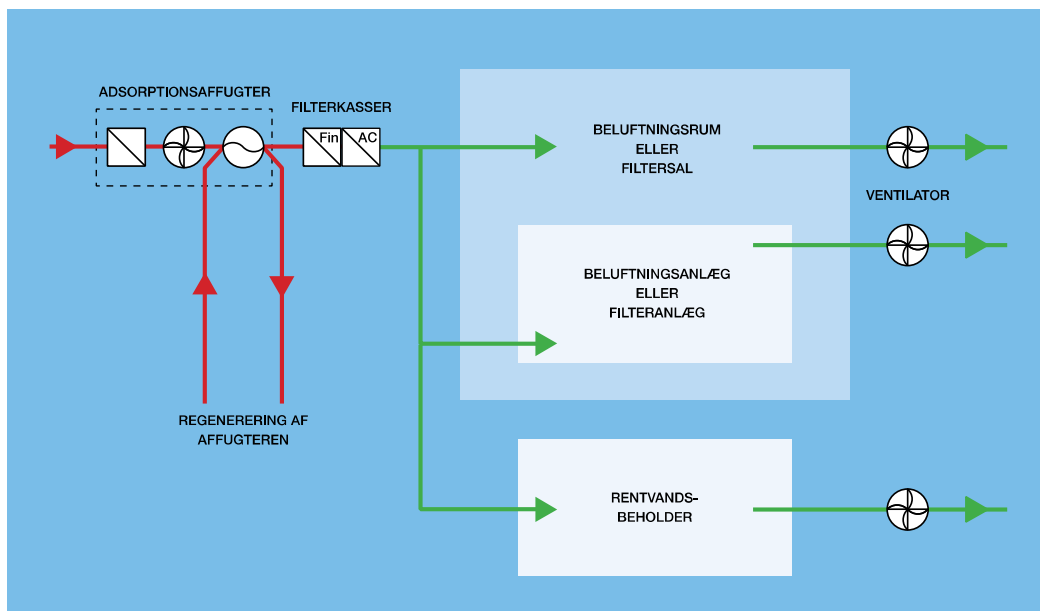 ADSORPTIONSAFFUGTER
FILTERKASSER
Fin
AC
BELUFTNINGSRUM
ELLER
FILTERSAL
VENTILATOR
BELUFTNINGSANLÆG
ELLER
FILTERANLÆG
REGENERERING AF
AFFUGTEREN
RENTVANDS-
BEHOLDER